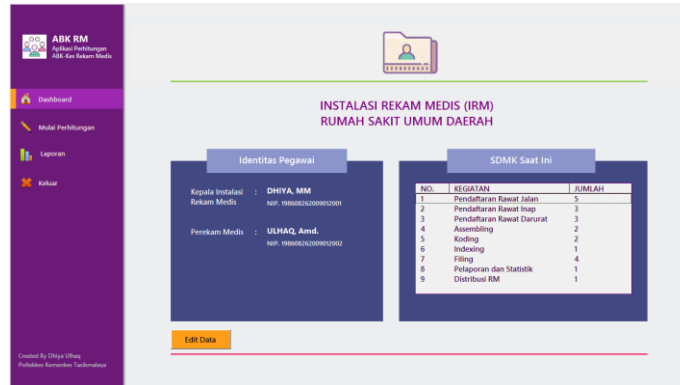 ABK RM
Aplikasi Perhitungan
ABK-Kes Rekam Medis
Dashboard
Mulai Perhitungan
Laporan
Keluar
Created By Dhiya Ulhaq
Poltekkes Kemenkes Tasikmalaya
INSTALASI REKAM MEDIS (IRM)
RUMAH SAKIT UMUM DAERAH
Identitas Pegawai
Kepala Instalasi Rekam Medis : DHIYA, MM
NIP. 198608262009012001
Perekam Medis : ULHAQ, Amd.
NIP. 198608262009012002
SDMK Saat Ini
NO. KEGIATAN JUMLAH
1 Pendaftaran Rawat Jalan 5
2 Pendaftaran Rawat Inap 3
3 Pendaftaran Rawat Darurat 3
4 Assembling 2
5 Koding 2
6 Indexing 1
7 Filing 4
8 Pelaporan dan Statistik 1
9 Distribusi RM 1
Edit Data